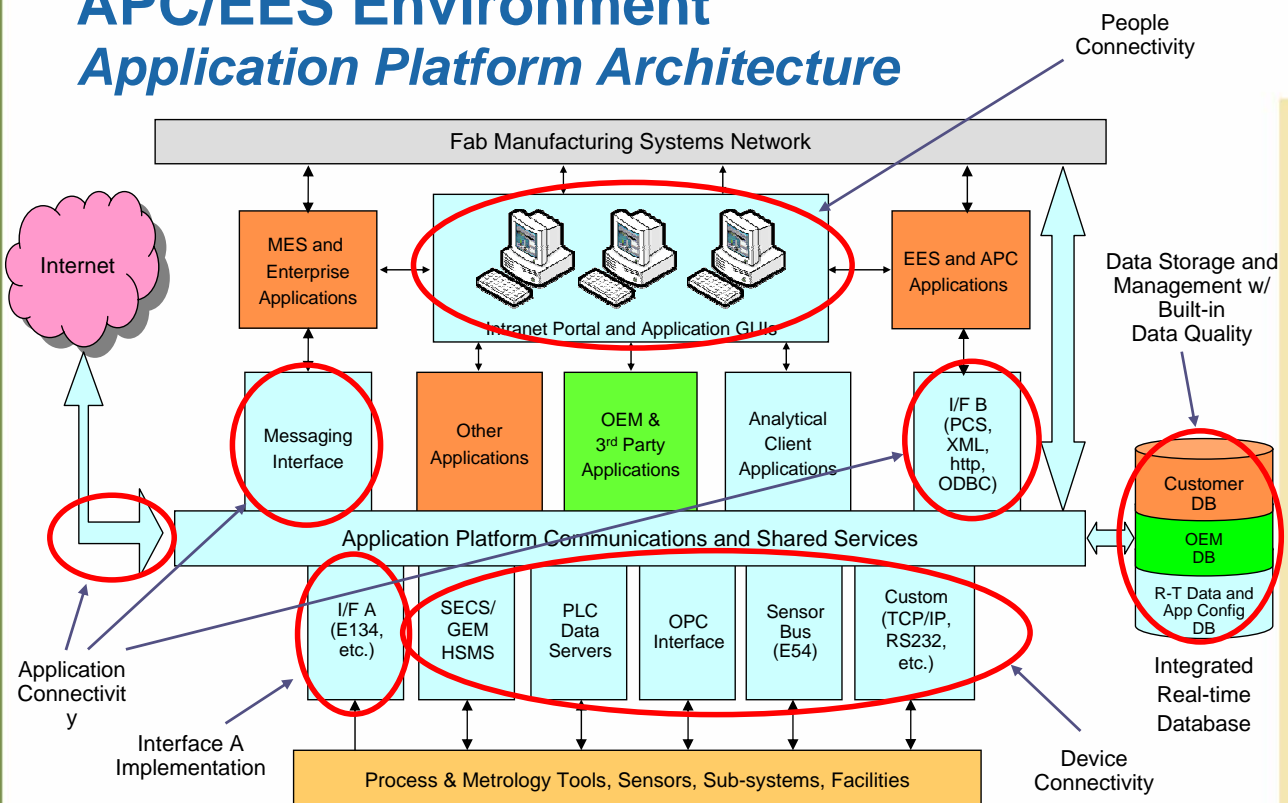 APC/EES Environment
Application Platform Architecture
People
Connectivity
Fab Manufacturing Systems Network
Internet
MES and
Enterprise
Applications
Intranet Portal and Application GUIs
EES and APC
Applications
Data Storage and
Management w/
Built-in
Data Quality
Messaging
Interface
Other
Applications
OEM &
3rd Party
Applications
Analytical
Client
Applications
I/F B
(PCS,
XML,
http,
ODBC)
Customer
DB
OEM
DB
R-T Data and
App Config
DB
Application Platform Communications and Shared Services
I/F A
(E134,
etc.)
SECS/
GEM
HSMS
PLC
Data
Servers
OPC
Interface
Sensor
Bus
(E54)
Custom
(TCP/IP,
RS232,
etc.)
Integrated
Real-time
Database
Application
Connectivit
y
Interface A
Implementation
Device
Connectivity
Process & Metrology Tools, Sensors, Sub-systems, Facilities